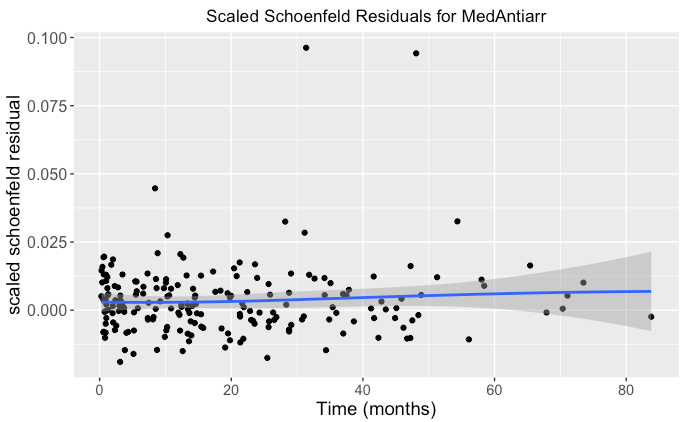 Scaled Schoenfeld Residuals for MedAntiarr
scaled schoenfeld residual
0.100
0.075
0.050
0.025
0.000
0 20 40 60 80
Time (months)